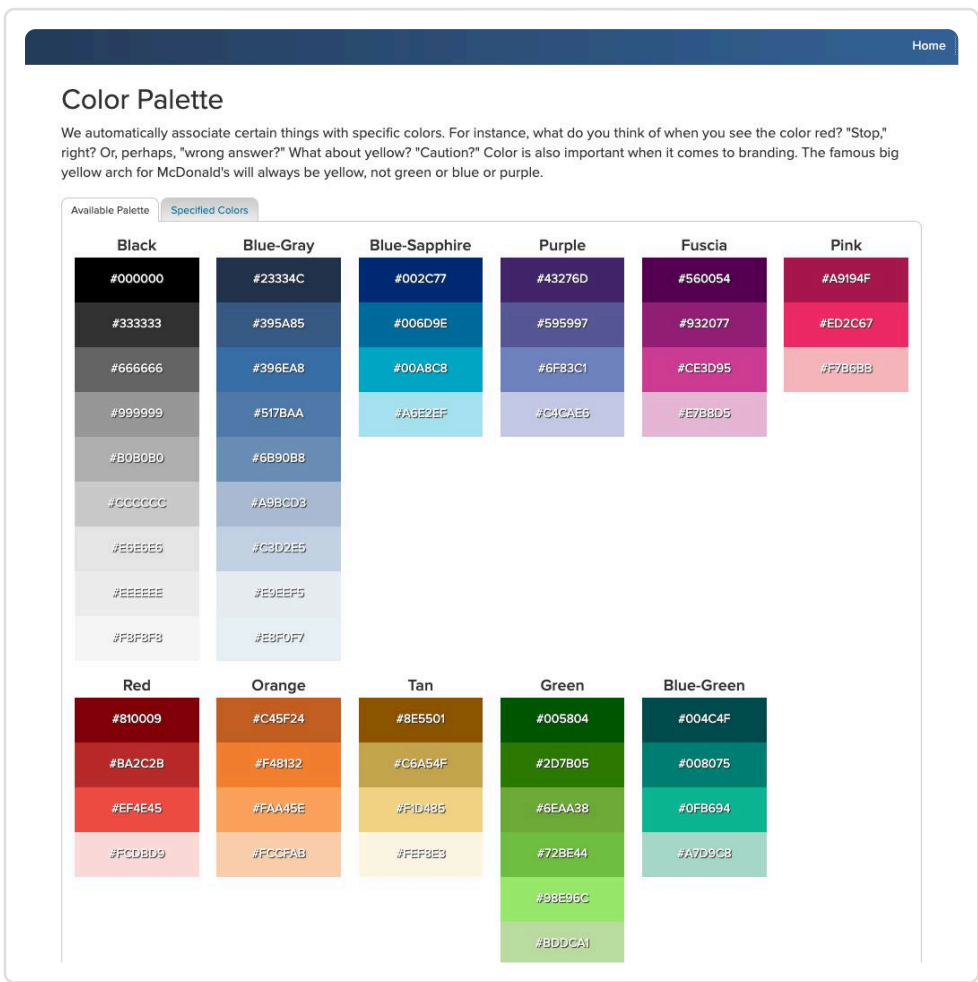 Home
Color Palette
We automatically associate certain things with specific colors. For instance, what do you think of when you see the color red? "Stop,"
right? Or, perhaps, "wrong answer?" What about yellow? "Caution?" Color is also important when it comes to branding. The famous big
yellow arch for McDonald's will always be yellow, not green or blue or purple.
Available Palette Specified Colors
Black Blue-Gray Blue-Sapphire Purple Fuscia Pink
#000000 #23334C #002C77 #43276D #560054 #A9194F
#333333 #395A85 #006D9E #595997 #932077 #ED2C67
#666666 #396EA8 #00A8C8 #6F83C1 #CE3D95 #F7B6BB
#999999 #517BAA #A6E2EF #C4CAE6 #E7B8D5
#B0B0B0 #6B90B8
#CCCCCC #A9BCD3
#E6E6E6 #C3D2E5
#EEEEEE #E9EEF5
#F8F8F8 #E8F0F7
Red Orange Tan Green Blue-Green
#810009 #C45F24 #8E5501 #005804 #004C4F
#BA2C2B #F48132 #C6A54F #2D7B05 #008075
#EF4E45 #FAA45E #F1D485 #6EAA38 #0FB694
#FCDBD9 #FCCFAB #FEF8E3 #72BE44 #A7D9C8
#98E96C
#BDDCA1